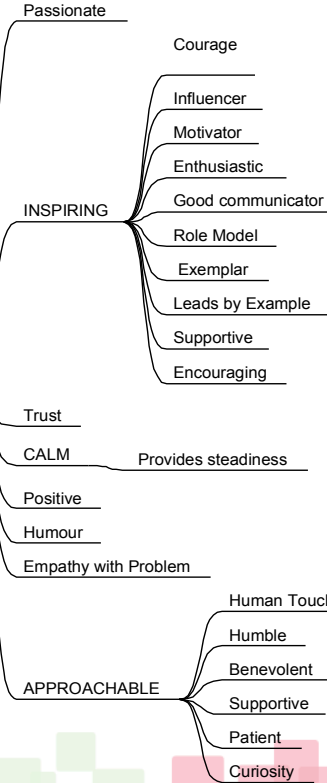 Passionate
INSPIRING
Courage
Influencer
Motivator
Enthusiastic
Good communicator
Role Model
Exemplar
Leads by Example
Supportive
Encouraging
Trust
CALM
Provides steadiness
Positive
Humour
Empathy with Problem
APPROACHABLE
Human Touch
Humble
Benevolent
Supportive
Patient
Curiosity